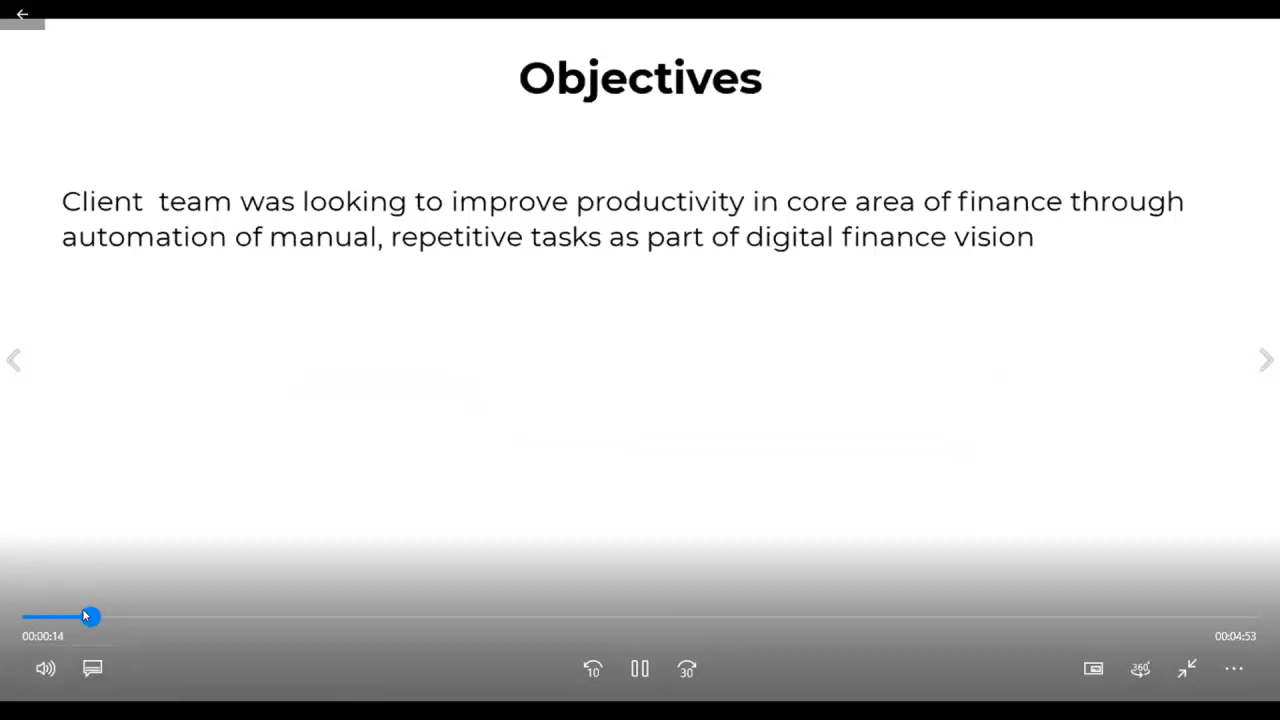 Objectives
Client team was looking to improve productivity in core area of finance through
automation of manual, repetitive tasks as part of digital finance vision
00:00:14
00:04:53
10
30
360